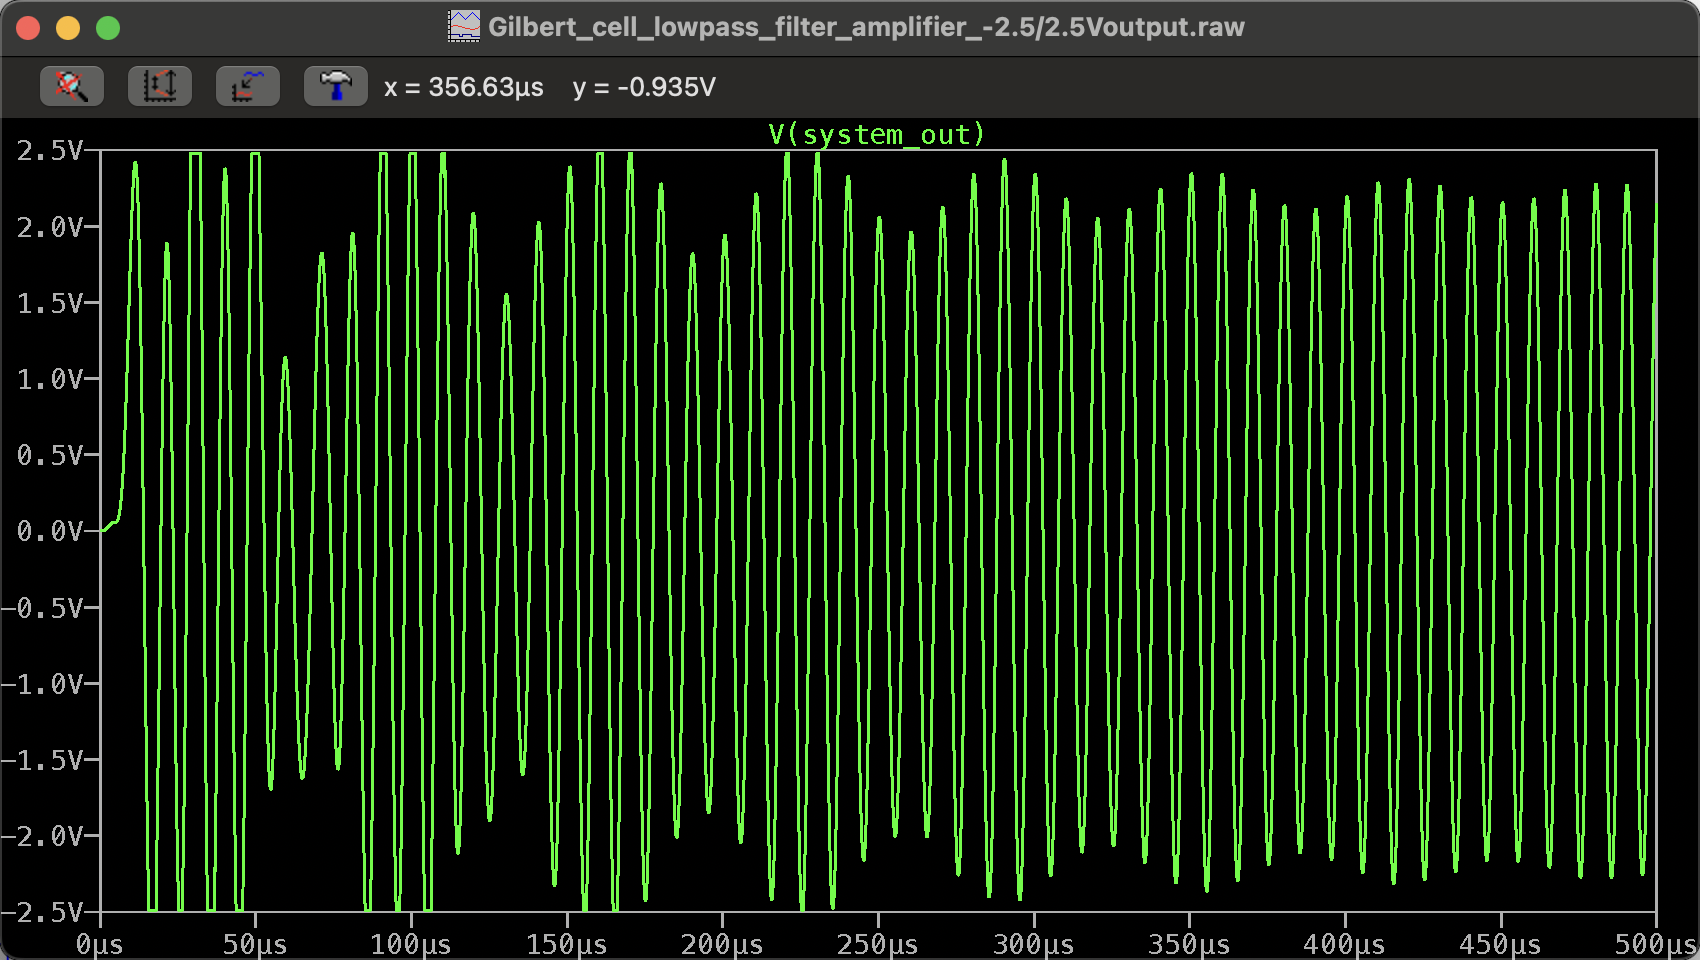 Gilbert_cell_lowpass_filter_amplifier_-2.5/2.5Voutput.raw
x = 356.63µs y = -0.935V
V(system_out)
2.5V
2.0V
1.5V
1.0V
0.5V
0.0V
-0.5V
-1.0V
-1.5V
-2.0V
-2.5V
0µs 50µs 100µs 150µs 200µs 250µs 300µs 350µs 400µs 450µs 500µs